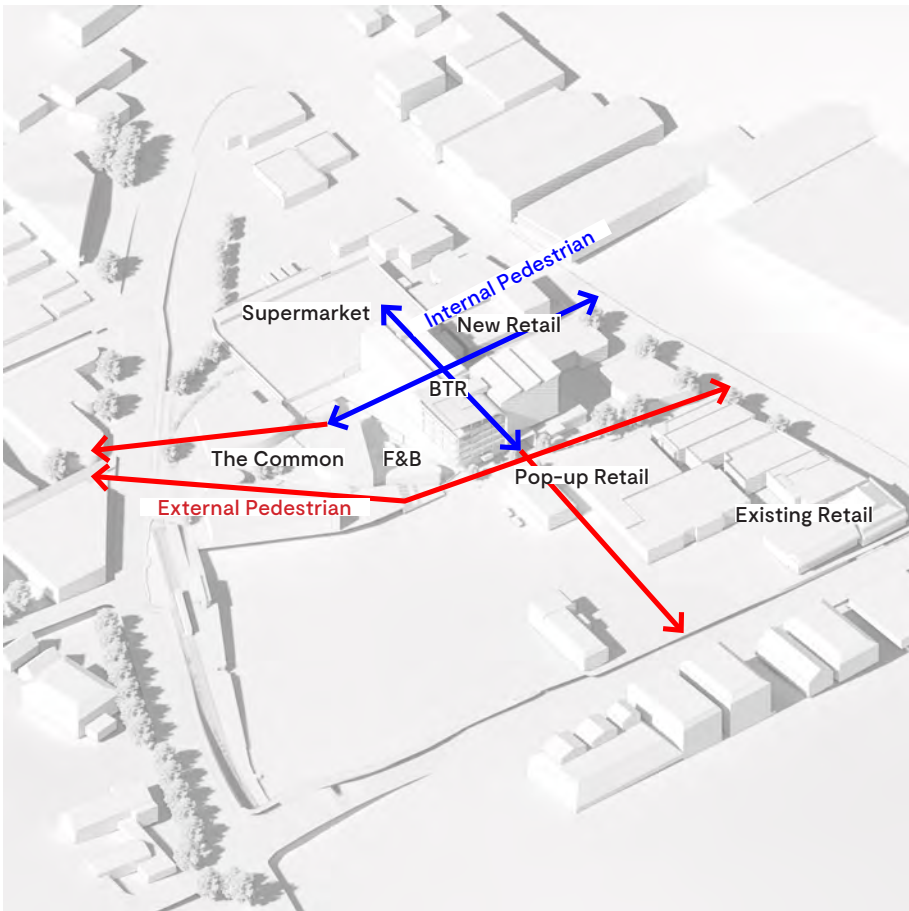 Internal Pedestrian
Supermarket
New Retail
BTR
The Common
F&B
Pop-up Retail
External Pedestrian
Existing Retail